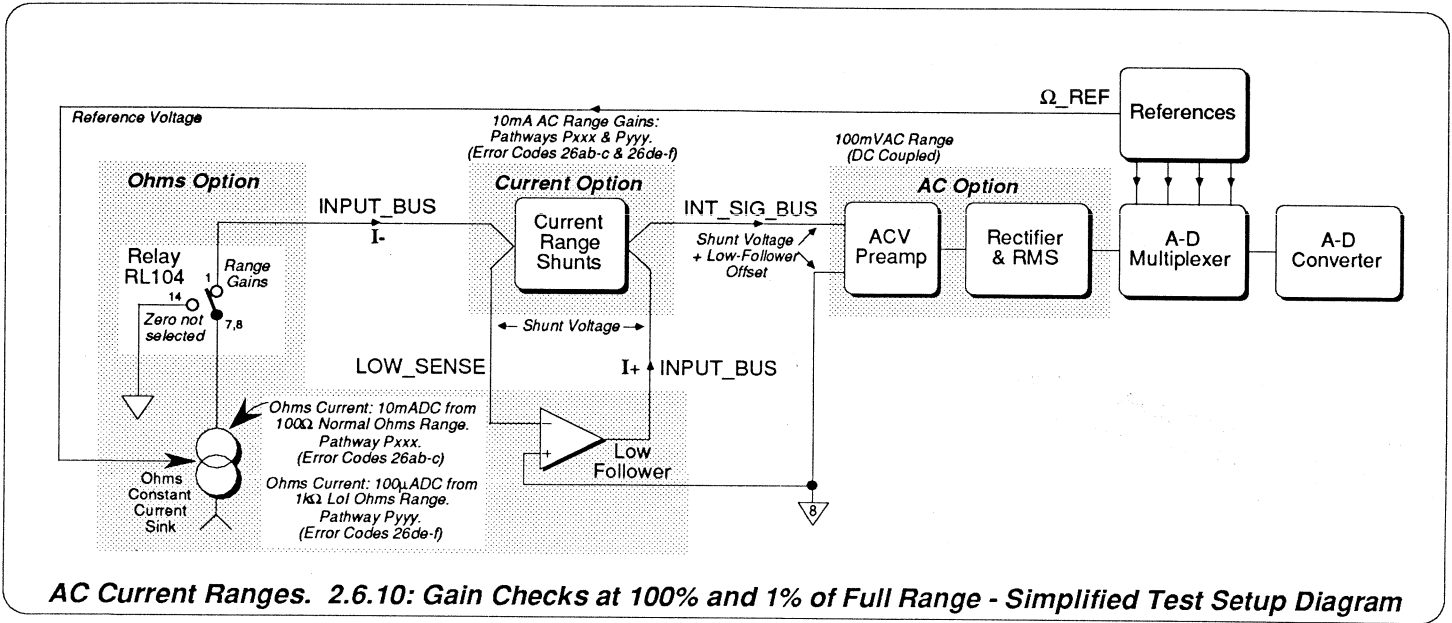 Reference Voltage
Ω_REF
References
10mA AC Range Gains:
Pathways Pxxx & Pyyy.
(Error Codes 26ab-c & 26de-f)
100mVAC Range
(DC Coupled)
Ohms Option
Current Option
AC Option
INPUT_BUS
I-
Current
Range
Shunts
INT_SIG_BUS
Shunt Voltage
+ Low-Follower
Offset
ACV
Preamp
Rectifier
& RMS
A-D
Multiplexer
A-D
Converter
Relay
RL104
1
Range
Gains
14
Zero not
selected
7,8
Shunt Voltage
LOW_SENSE
I+
INPUT_BUS
Ohms Current: 10mADC from
100Ω Normal Ohms Range.
Pathway Pxxx.
(Error Codes 26ab-c)
Ohms Current: 100µADC from
1kΩ LoI Ohms Range.
Pathway Pyyy.
(Error Codes 26de-f)
Ohms
Constant
Current
Sink
−
+
Low
Follower
8
AC Current Ranges. 2.6.10: Gain Checks at 100% and 1% of Full Range - Simplified Test Setup Diagram